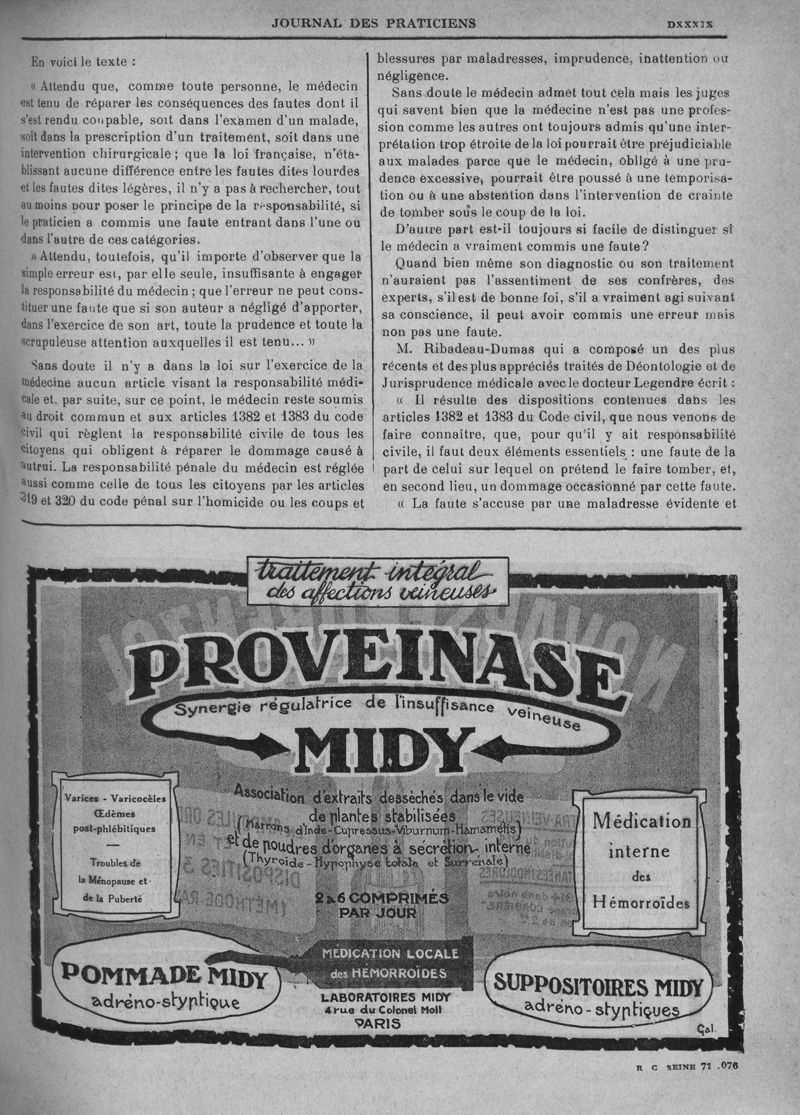 JOURNAL DES PRATICIENS
DXXXIX
En voici le texte :
« Attendu que, comme toute personne, le médecin
est tenu de réparer les conséquences des fautes dont il
s'est rendu coupable, soit dans l'examen d'un malade,
soit dans la prescription d'un traitement, soit dans une
intervention chirurgicale ; que la loi française, n'éta-
blissant aucune différence entre les fautes dites lourdes
et les fautes dites légères, il n'y a pas à rechercher, tout
au moins pour poser le principe de la responsabilité, si
le praticien a commis une faute entrant dans l'une ou
dans l'autre de ces catégories.
» Attendu, toutefois, qu'il importe d'observer que la
simple erreur est, par elle seule, insuffisante à engager
la responsabilité du médecin ; que l'erreur ne peut cons-
tituer une faute que si son auteur a négligé d'apporter,
dans l'exercice de son art, toute la prudence et toute la
scrupuleuse attention auxquelles il est tenu... »
Sans doute il n'y a dans la loi sur l'exercice de la
médecine aucun article visant la responsabilité médi-
cale et, par suite, sur ce point, le médecin reste soumis
au droit commun et aux articles 1382 et 1383 du code
civil qui règlent la responsabilité civile de tous les
citoyens qui obligent à réparer le dommage causé à
autrui. La responsabilité pénale du médecin est réglée
aussi comme celle de tous les citoyens par les articles
319 et 320 du code pénal sur l'homicide ou les coups et
blessures par maladresses, imprudence, inattention ou
négligence.
Sans doute le médecin admet tout cela mais les juges
qui savent bien que la médecine n'est pas une profes-
sion comme les autres ont toujours admis qu'une inter-
prétation trop étroite de la loi pourrait être préjudiciable
aux malades parce que le médecin, obligé à une pru-
dence excessive, pourrait être poussé à une temporisa-
tion ou à une abstention dans l'intervention de crainte
de tomber sous le coup de la loi.
D'autre part est-il toujours si facile de distinguer si
le médecin a vraiment commis une faute?
Quand bien même son diagnostic ou son traitement
n'auraient pas l'assentiment de ses confrères, des
experts, s'il est de bonne foi, s'il a vraiment agi suivant
sa conscience, il peut avoir commis une erreur mais
non pas une faute.
M. Ribadeau-Dumas qui a composé un des plus
récents et des plus appréciés traités de Déontologie et de
Jurisprudence médicale avec le docteur Legendre écrit :
« Il résulte des dispositions contenues dans les
articles 1382 et 1383 du Code civil, que nous venons de
faire connaître, que, pour qu'il y ait responsabilité
civile, il faut deux éléments essentiels : une faute de la
part de celui sur lequel on prétend le faire tomber, et,
en second lieu, un dommage occasionné par cette faute.
« La faute s'accuse par une maladresse évidente et
traitement intégral
des affections veineuses
PROVEINASE
Synergie régulatrice de l'insuffisance veineuse
MIDY
Varices - Varicocèles
Œdèmes
post-phlébitiques
Troubles de
la Ménopause et
de la Puberté
Association d'extraits desséchés dans le vide
de plantes stabilisées
(Marrons d'Inde-Cupressus-Viburnum-Hamamélis)
et de poudres d'organes à sécrétion interne
(Thyroïde - Hypophyse totale et Surrénale)
2 à 6 COMPRIMÉS
PAR JOUR
Médication
interne
des
Hémorroïdes
POMMADE MIDY
adréno-styptique
MÉDICATION LOCALE
des HÉMORROÏDES
LABORATOIRES MIDY
4 rue du Colonel Moll
PARIS
SUPPOSITOIRES MIDY
adréno-styptiques
Gal.
R C SEINE 71.076